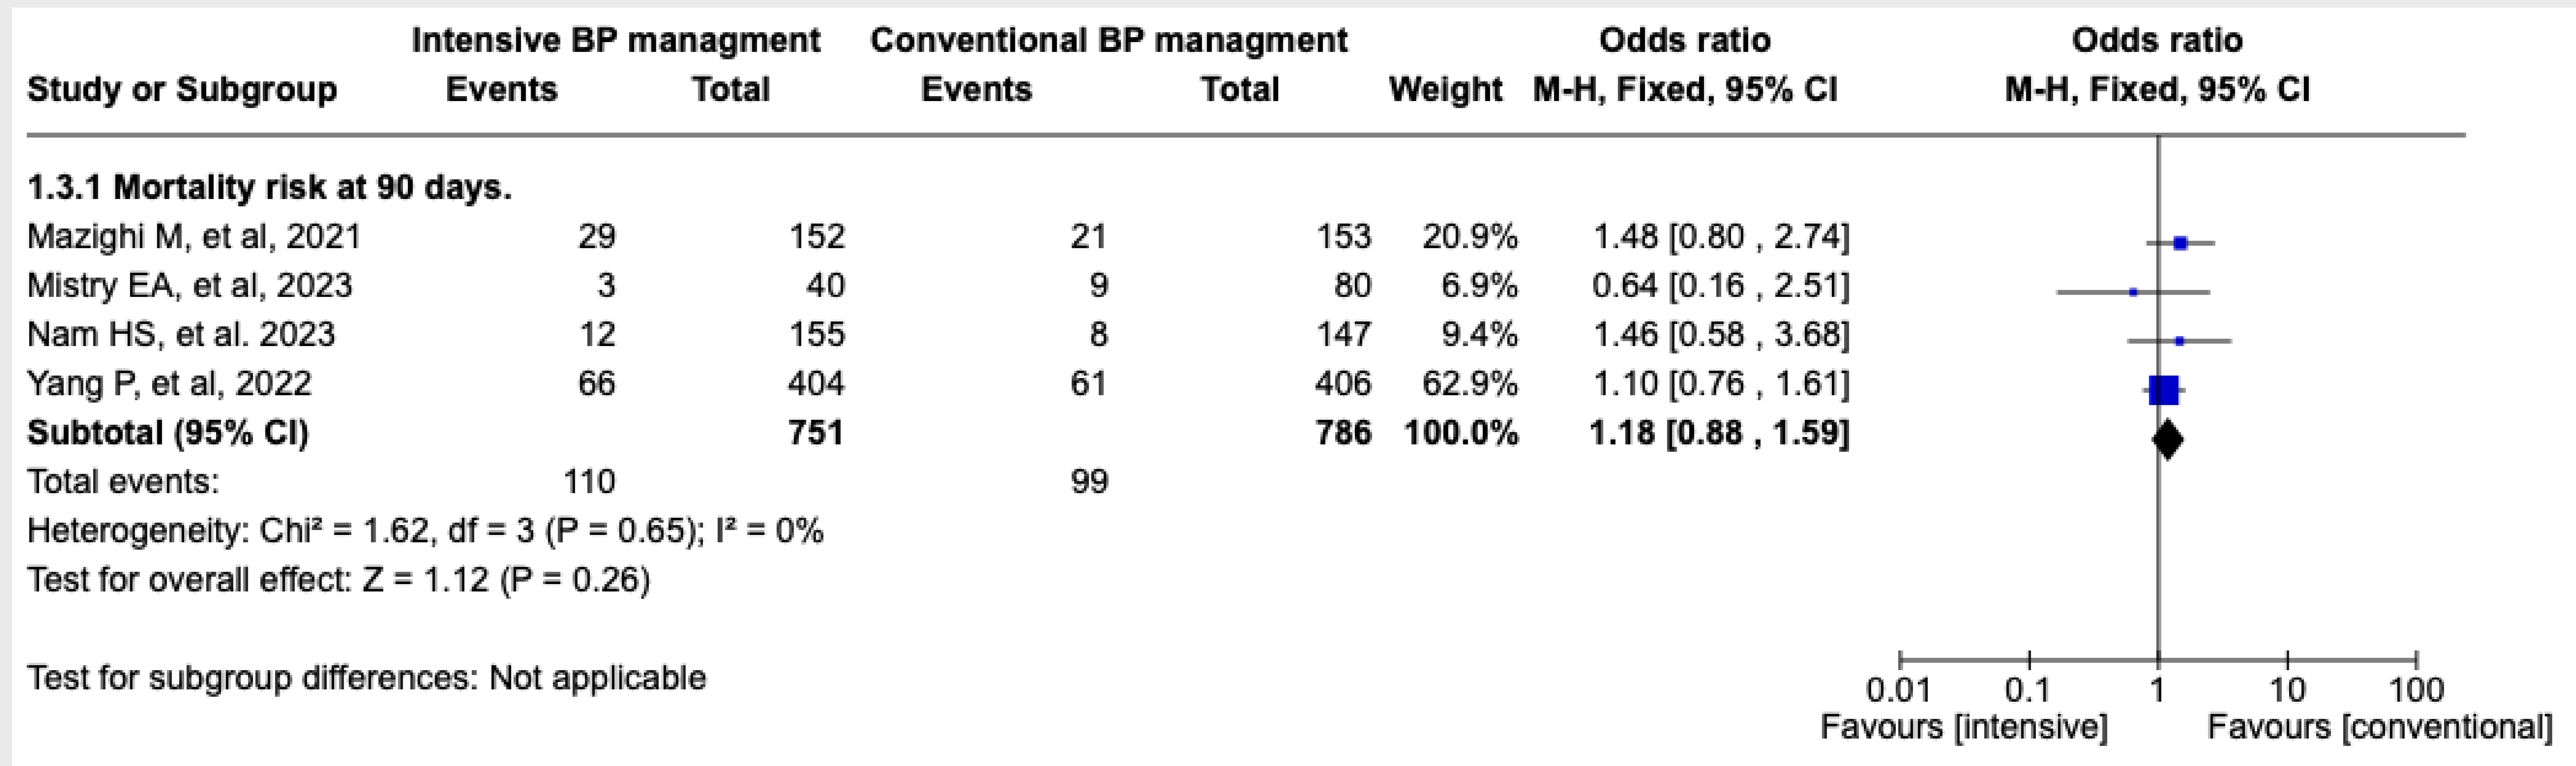 Intensive BP managment Conventional BP managment Odds ratio Odds ratio
Study or Subgroup Events Total Events Total Weight M-H, Fixed, 95% CI M-H, Fixed, 95% CI
1.3.1 Mortality risk at 90 days.
Mazighi M, et al, 2021 29 152 21 153 20.9% 1.48 [0.80 , 2.74]
Mistry EA, et al, 2023 3 40 9 80 6.9% 0.64 [0.16 , 2.51]
Nam HS, et al. 2023 12 155 8 147 9.4% 1.46 [0.58 , 3.68]
Yang P, et al, 2022 66 404 61 406 62.9% 1.10 [0.76 , 1.61]
Subtotal (95% CI) 751 786 100.0% 1.18 [0.88 , 1.59]
Total events: 110 99
Heterogeneity: Chi² = 1.62, df = 3 (P = 0.65); I² = 0%
Test for overall effect: Z = 1.12 (P = 0.26)
Test for subgroup differences: Not applicable
0.01 0.1 1 10 100
Favours [intensive] Favours [conventional]